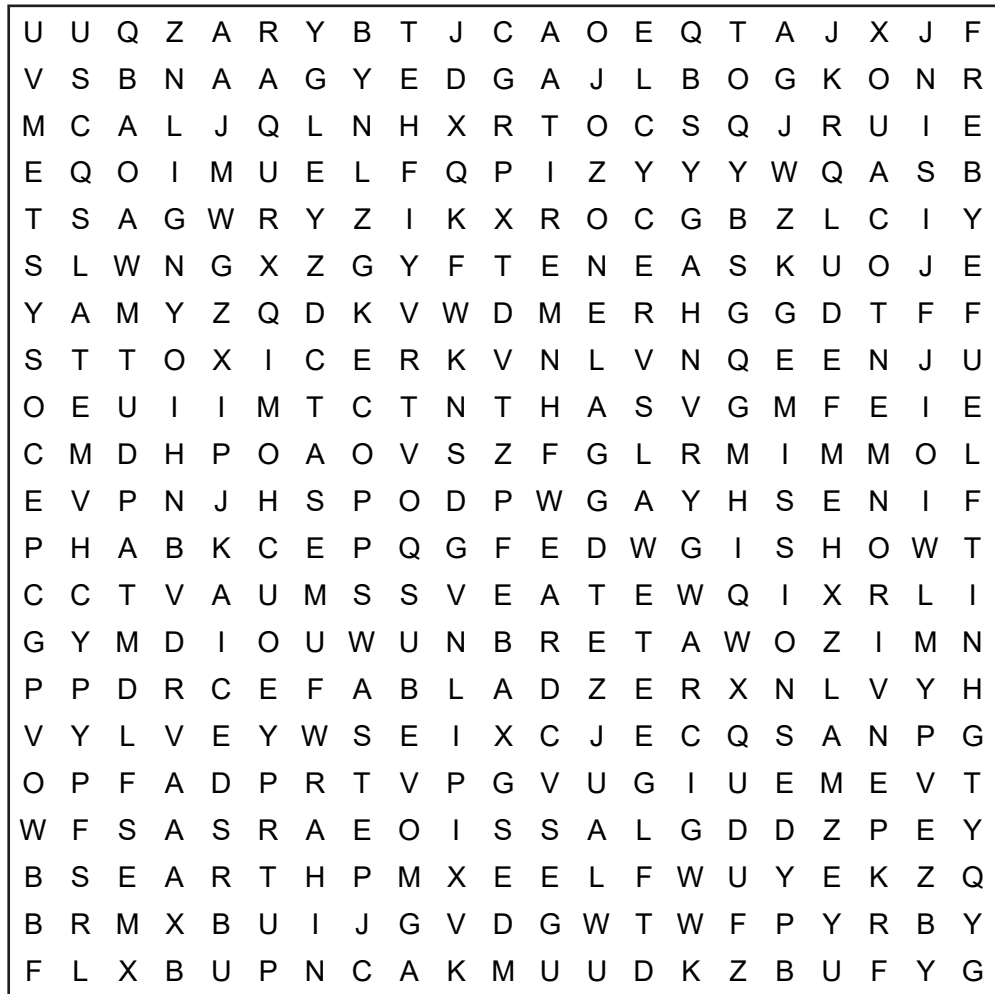 U U Q Z A R Y B T J C A O E Q T A J X J F
V S B N A A G Y E D G A J L B O G K O N R
M C A L J Q L N H X R T O C S Q J R U I E
E Q O I M U E L F Q P I Z Y Y Y W Q A S B
T S A G W R Y Z I K X R O C G B Z L C I Y
S L W N G X Z G Y F T E N E A S K U O J E
Y A M Y Z Q D K V W D M E R H G G D T F F
S T T O X I C E R K V N L V N Q E E N J U
O E U I I M T C T N T H A S V G M F E I E
C M D H P O A O V S Z F G L R M I M M O L
E V P N J H S P O D P W G A Y H S E N I F
P H A B K C E P Q G F E D W G I S H O W T
C C T V A U M S S V E A T E W Q I X R L I
G Y M D I O U W U N B R E T A W O Z I M N
P P D R C E F A B L A D Z E R X N L V Y H
V Y L V E Y W S E I X C J E C Q S A N P G
O P F A D P R T V P G V U G I U E M E V T
W F S A S R A E O I S S A L G D D Z P E Y
B S E A R T H P M X E E L F W U Y E K Z Q
B R M X B U I J G V D G W T W F P Y R B Y
F L X B U P N C A K M U U D K Z B U F Y G